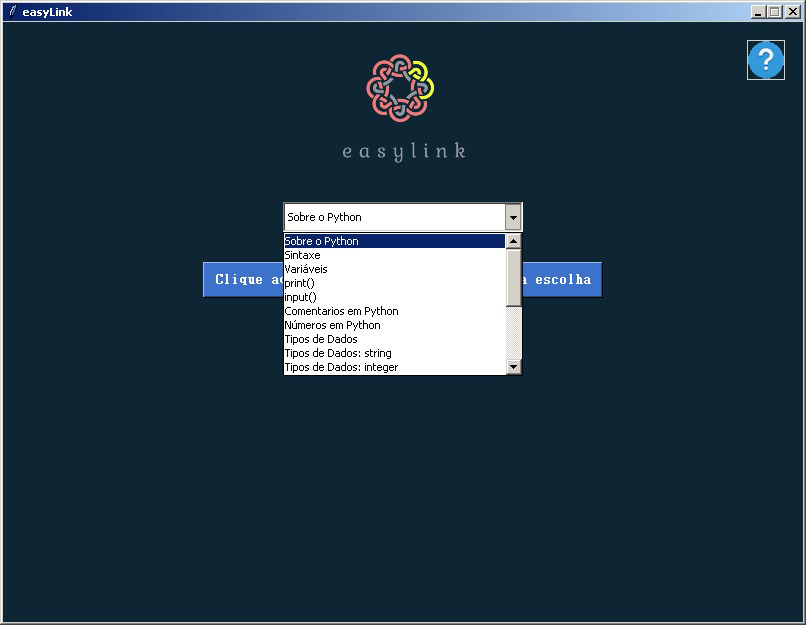 easyLink
?
easylink
Sobre o Python
Sobre o Python
Sintaxe
Variáveis
Clique
a escolha
print()
input()
Comentarios em Python
Números em Python
Tipos de Dados
Tipos de Dados: string
Tipos de Dados: integer